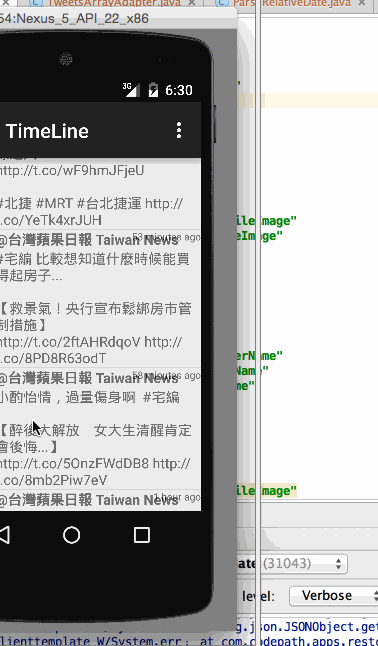 TweetsArrayAdapter.java
Parse
RelativeDate.java
54:Nexus_5_API_22_x86
3G
6:30
TimeLine
http://t.co/wF9hmJFjeU
#北捷 #MRT #台北捷運 http://
.co/YeTk4xrJUH
@台灣蘋果日報 Taiwan News
53 minutes ago
#宅編 比較想知道什麼時候能買
得起房子...
【救景氣！央行宣布鬆綁房市管
制措施】
http://t.co/2ftAHRdqoV http://
.co/8PD8R63odT
@台灣蘋果日報 Taiwan News
58 minutes ago
小酌怡情，過量傷身啊 #宅編
【醉後大解放　女大生清醒肯定
會後悔...】
http://t.co/5OnzFWdDB8 http://
.co/8mb2Piw7eV
@台灣蘋果日報 Taiwan News
1 hour ago
ileImage"
eImage"
erName"
Name"
me"
ileImage"
ate (31043)
level:
Verbose
g.json.JSONObject.get
clienttemplate W/System.err: at com.codepath.apps.rest